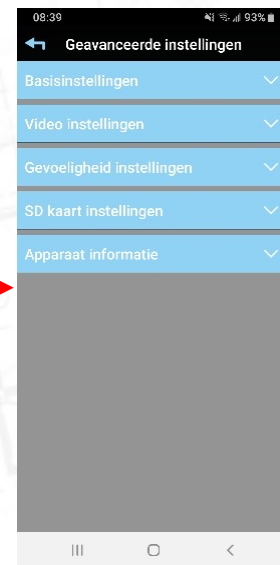 08:39 93%
Geavanceerde instellingen
Basisinstellingen
Video instellingen
Gevoeligheid instellingen
SD kaart instellingen
Apparaat informatie